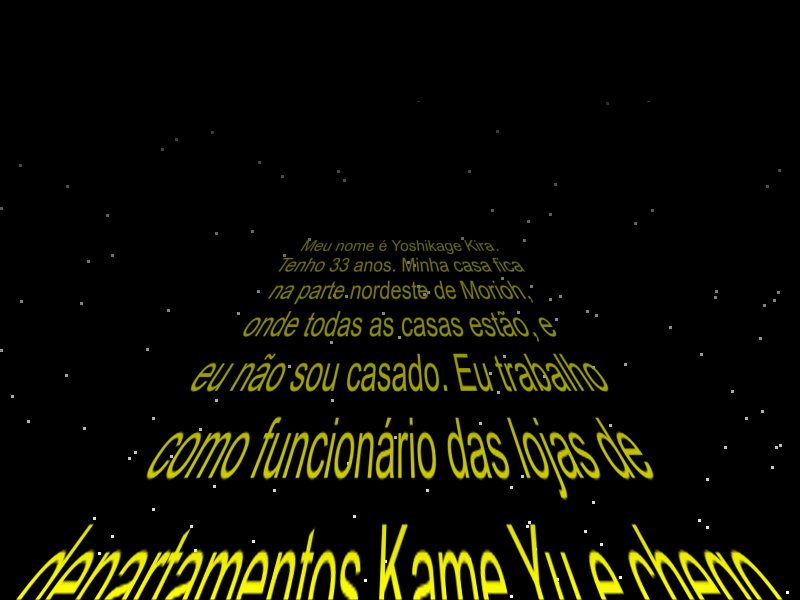 Meu nome é Yoshikage Kira.
Tenho 33 anos. Minha casa fica
na parte nordeste de Morioh,
onde todas as casas estão, e
eu não sou casado. Eu trabalho
como funcionário das lojas de
departamentos Kame Yu e chego